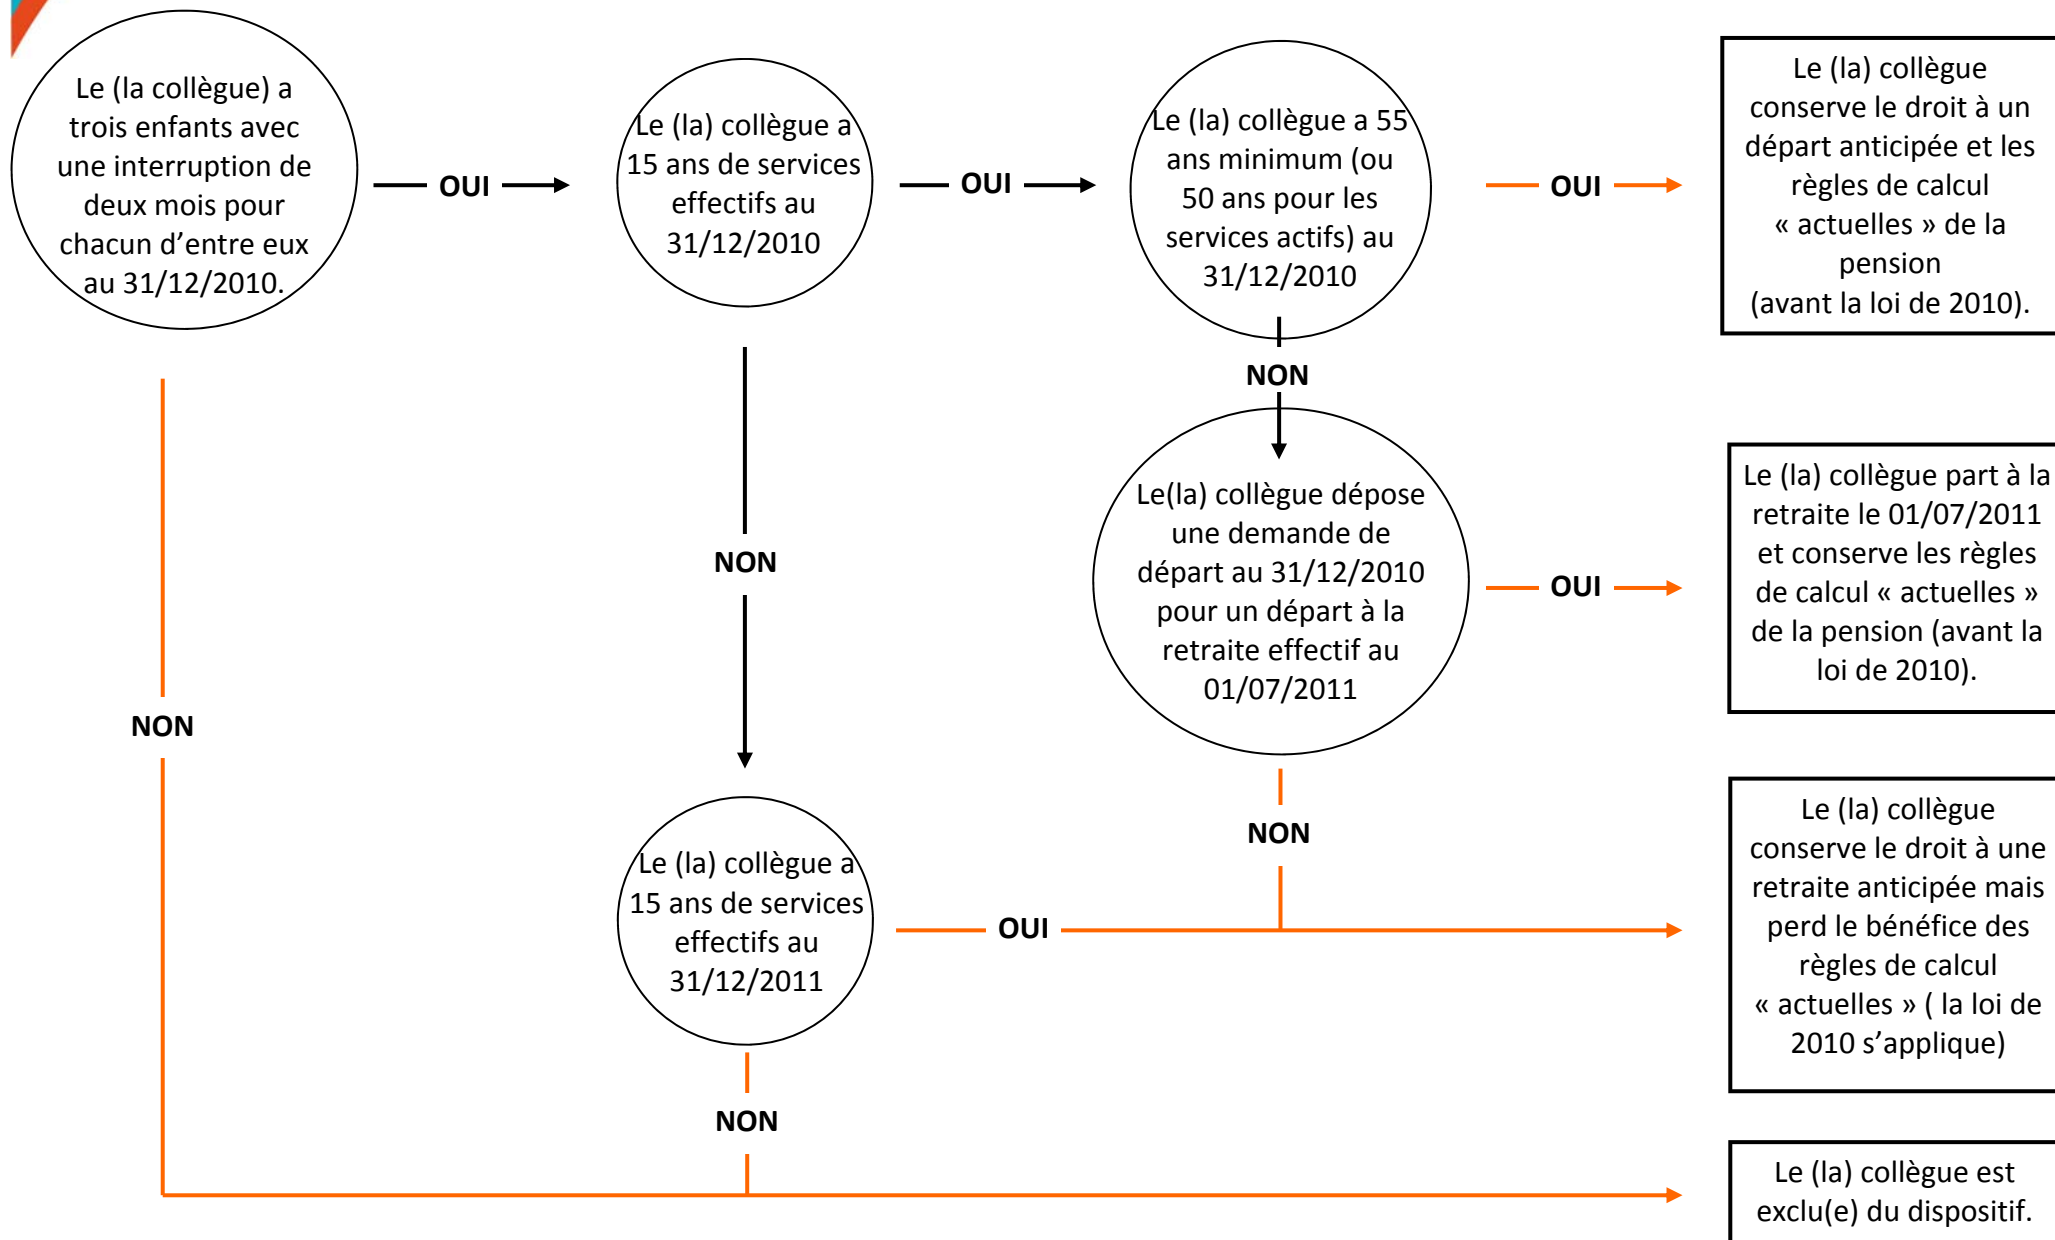 Le (la collègue) a
trois enfants avec
une interruption de
deux mois pour
chacun d’entre eux
au 31/12/2010.
OUI
Le (la) collègue a
15 ans de services
effectifs au
31/12/2010
OUI
Le (la) collègue a 55
ans minimum (ou
50 ans pour les
services actifs) au
31/12/2010
OUI
Le (la) collègue
conserve le droit à un
départ anticipée et les
règles de calcul
« actuelles » de la
pension
(avant la loi de 2010).
NON
Le(la) collègue dépose
une demande de
départ au 31/12/2010
pour un départ à la
retraite effectif au
01/07/2011
OUI
Le (la) collègue part à la
retraite le 01/07/2011
et conserve les règles
de calcul « actuelles »
de la pension (avant la
loi de 2010).
NON
NON
NON
Le (la) collègue a
15 ans de services
effectifs au
31/12/2011
OUI
Le (la) collègue
conserve le droit à une
retraite anticipée mais
perd le bénéfice des
règles de calcul
« actuelles » ( la loi de
2010 s’applique)
NON
Le (la) collègue est
exclu(e) du dispositif.